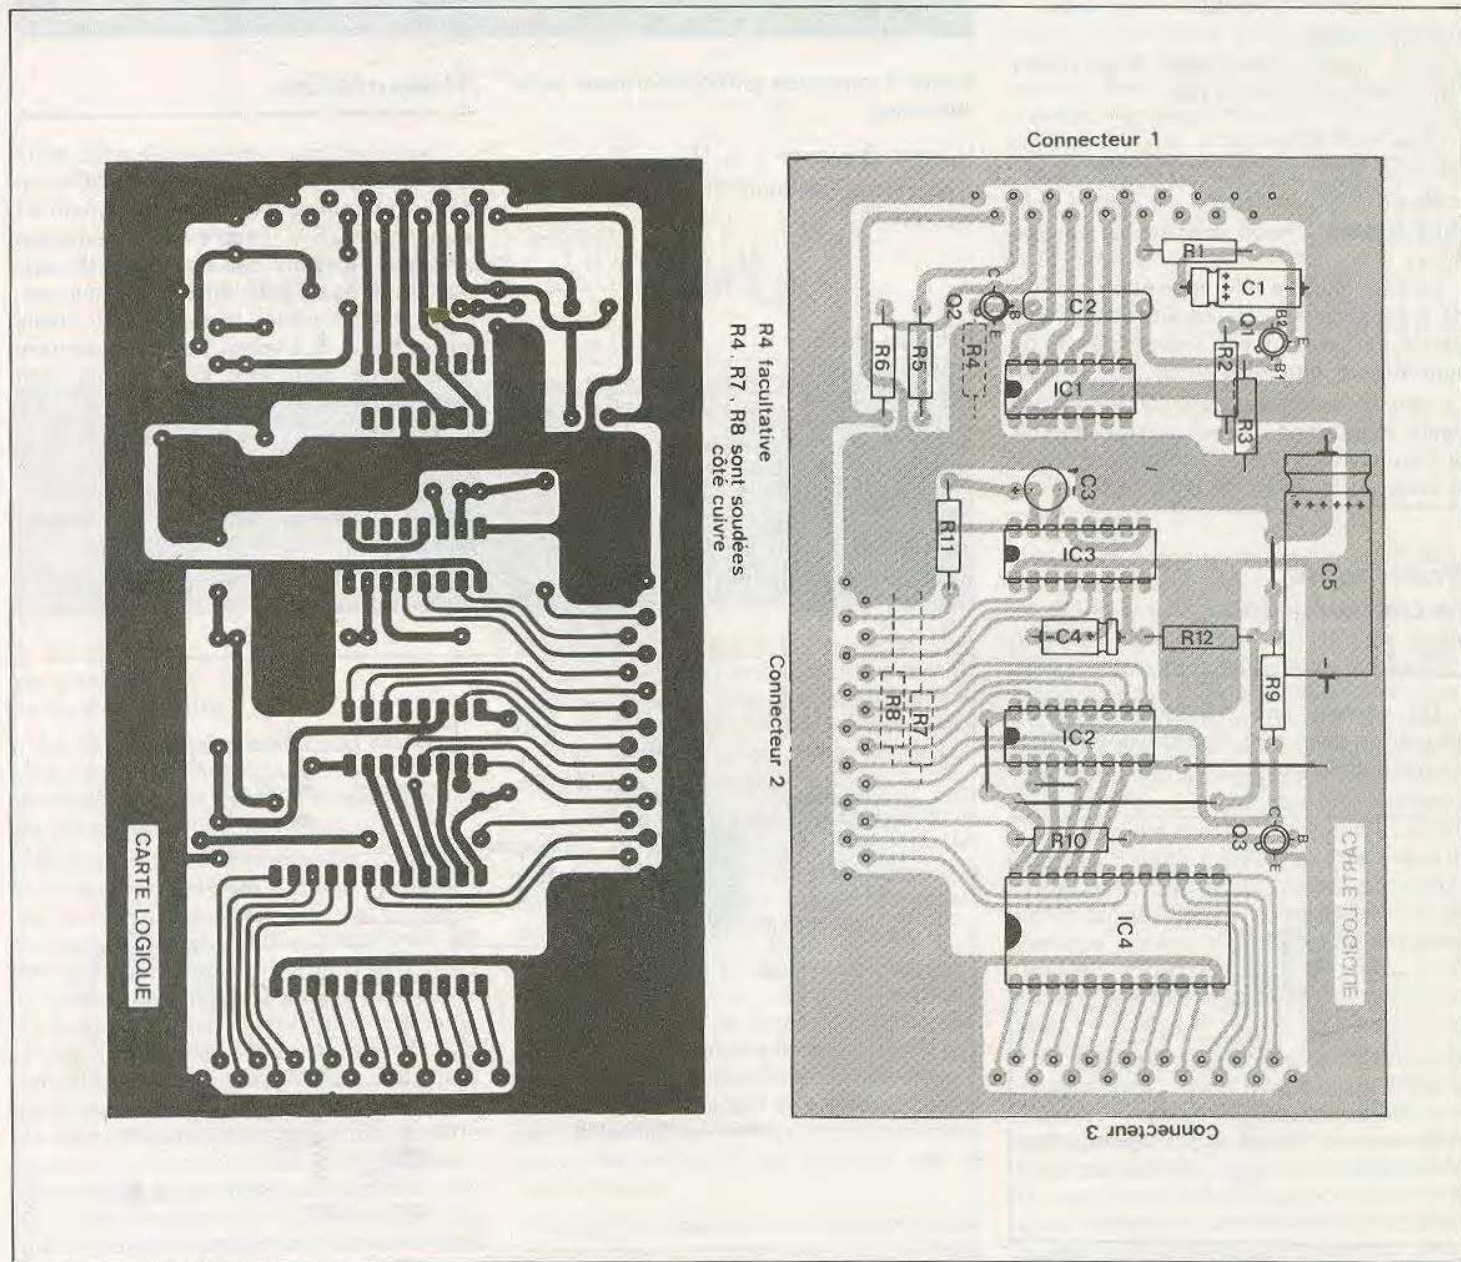 Connecteur 1
R1
C1
C
Q2
B
E
C2
Q1
B2
E
B1
R6
R5
R4
IC1
R2
R3
R4 facultative
R4, R7, R8 sont soudées
côté cuivre
C3
R11
IC3
C5
C4
R12
R9
R8
R7
IC2
Connecteur 2
C
B
Q3
E
R10
IC4
CARTE LOGIQUE
CARTE LOGIQUE
Connecteur 3